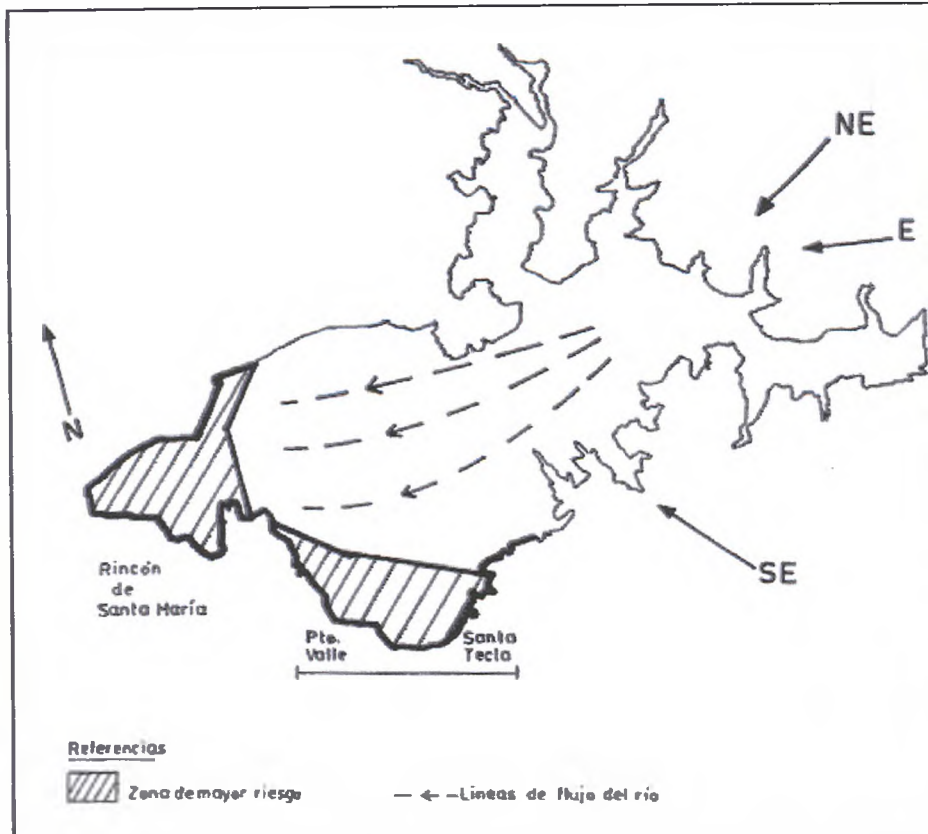 NE
E
N
SE
Rincón
de
Santa María
Pto.
Valle
Santa
Tecla
Referencias
Zona de mayor riesgo
Lineas de flujo del río